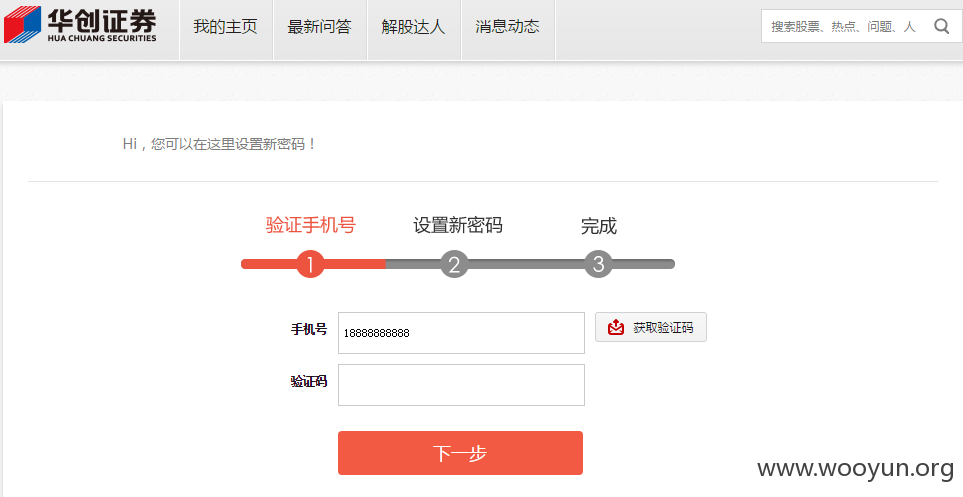 华创证券
HUA CHUANG SECURITIES
我的主页 最新问答 解股达人 消息动态
搜索股票、热点、问题、人
Hi，您可以在这里设置新密码！
验证手机号 设置新密码 完成
1 2 3
手机号 18888888888 获取验证码
验证码
下一步
www.wooyun.org